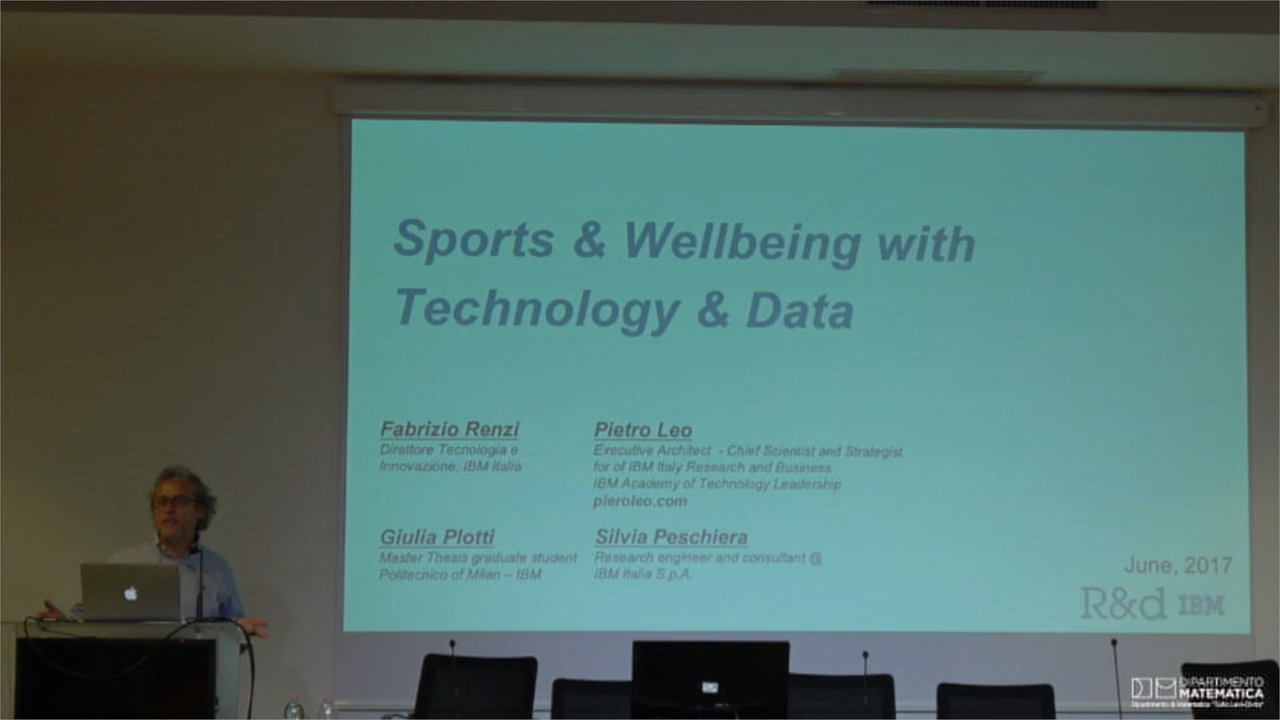 Sports & Wellbeing with
Technology & Data
Fabrizio Renzi
Direttore Tecnologia e
Innovazione, IBM Italia
Pietro Leo
Executive Architect - Chief Scientist and Strategist
for of IBM Italy Research and Business
IBM Academy of Technology Leadership
pieroleo.com
Giulia Plotti
Master Thesis graduate student
Politecnico of Milan – IBM
Silvia Peschiera
Research engineer and consultant @
IBM Italia S.p.A.
June, 2017
R&d IBM
DIPARTIMENTO
MATEMATICA
Dipartimento di Matematica